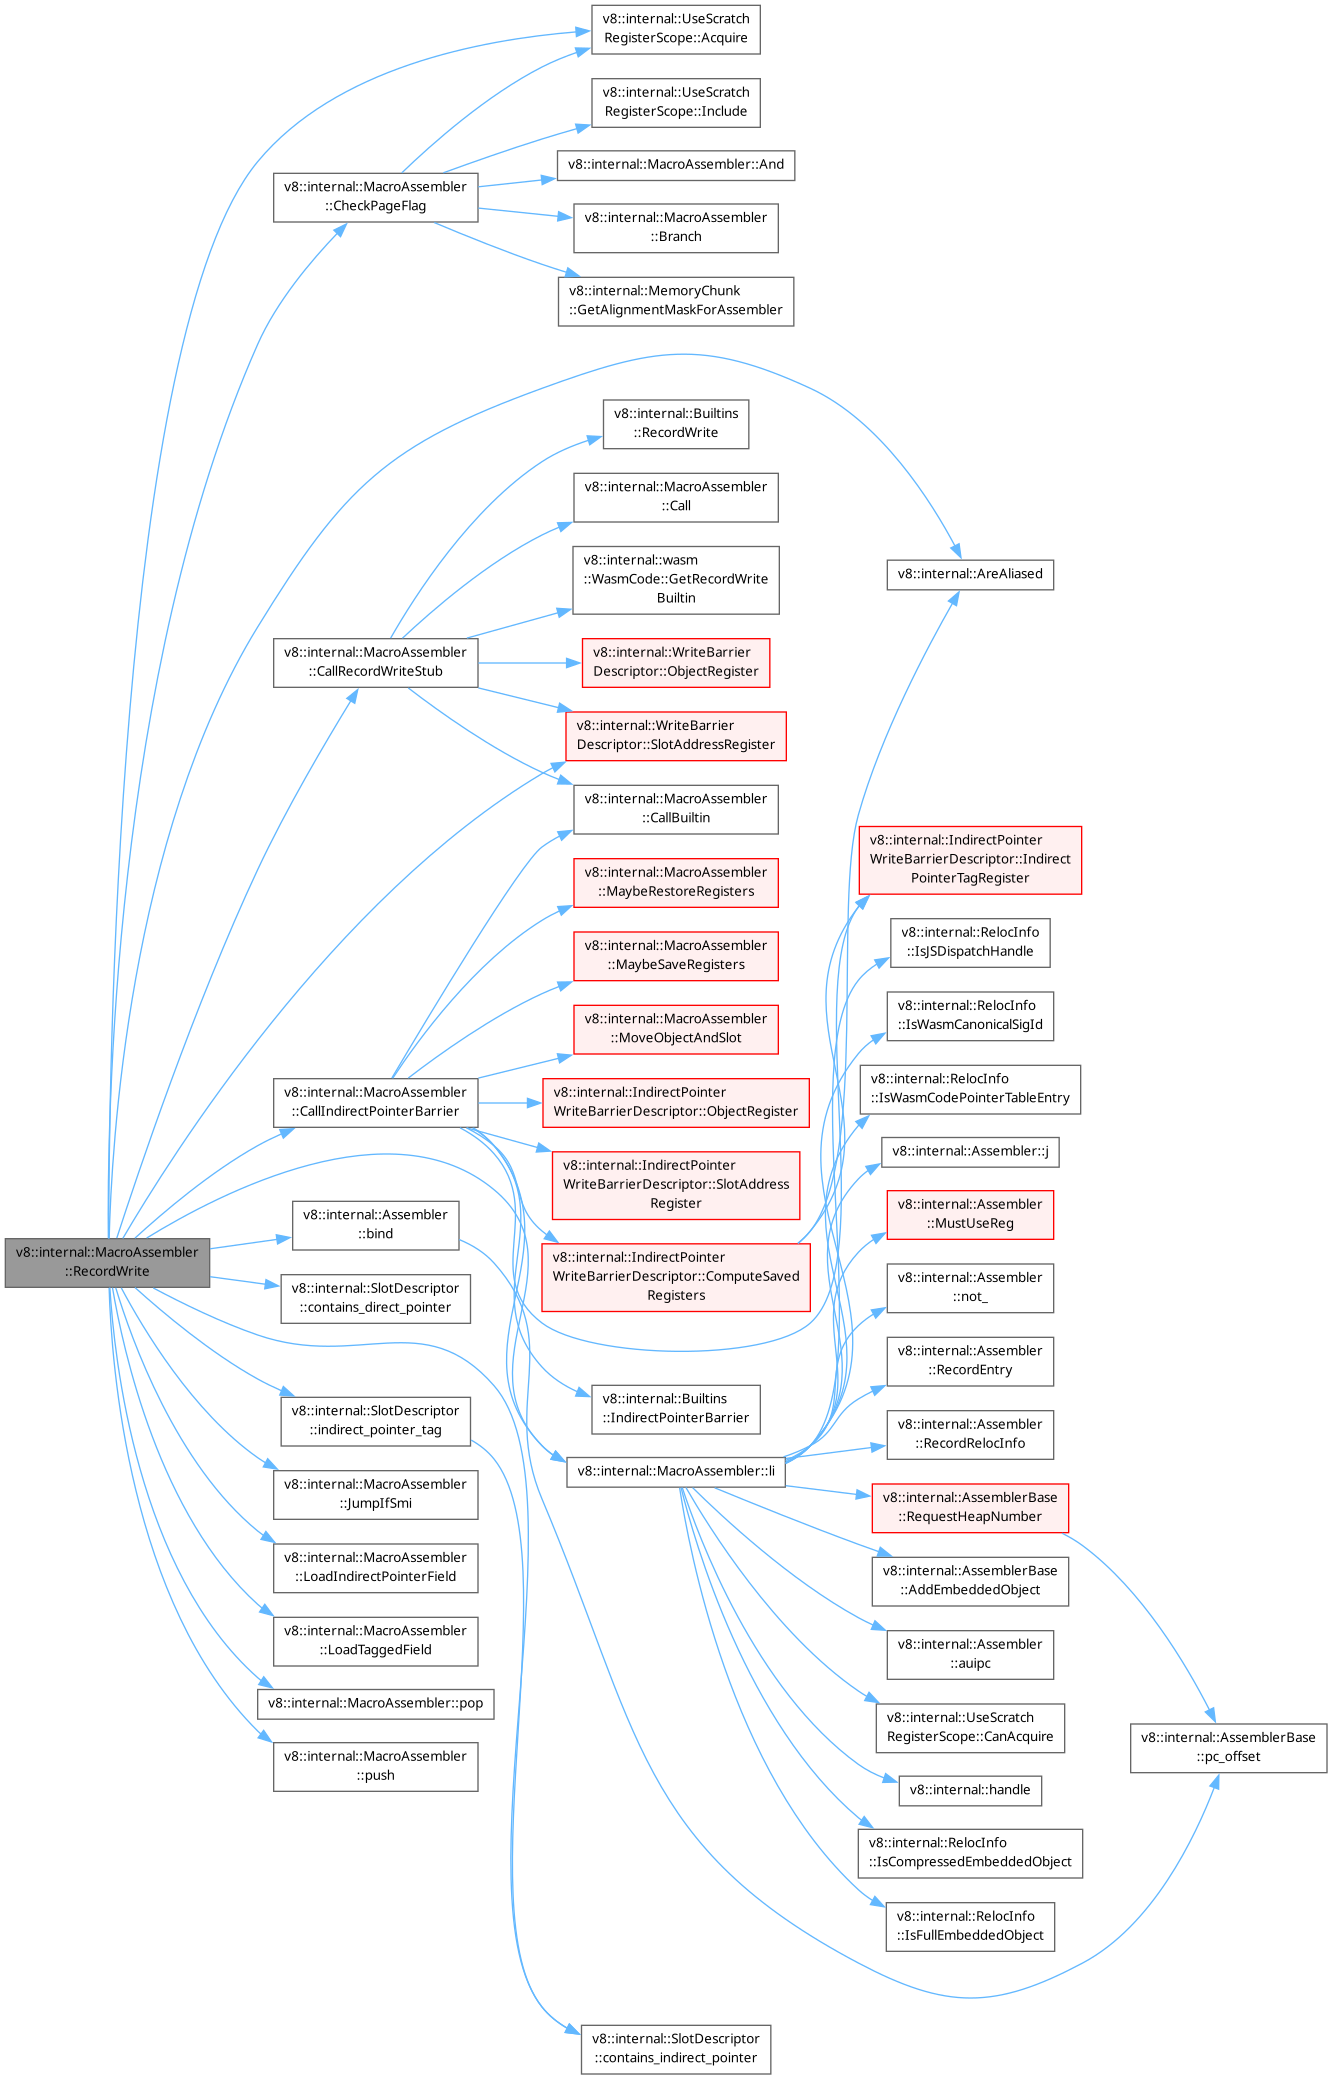 v8::internal::UseScratch
RegisterScope::Acquire
v8::internal::UseScratch
RegisterScope::Include
v8::internal::MacroAssembler::And
v8::internal::MacroAssembler
::CheckPageFlag
v8::internal::MacroAssembler
::Branch
v8::internal::MemoryChunk
::GetAlignmentMaskForAssembler
v8::internal::Builtins
::RecordWrite
v8::internal::MacroAssembler
::Call
v8::internal::wasm
::WasmCode::GetRecordWrite
Builtin
v8::internal::AreAliased
v8::internal::MacroAssembler
::CallRecordWriteStub
v8::internal::WriteBarrier
Descriptor::ObjectRegister
v8::internal::WriteBarrier
Descriptor::SlotAddressRegister
v8::internal::MacroAssembler
::CallBuiltin
v8::internal::IndirectPointer
WriteBarrierDescriptor::Indirect
PointerTagRegister
v8::internal::MacroAssembler
::MaybeRestoreRegisters
v8::internal::RelocInfo
::IsJSDispatchHandle
v8::internal::MacroAssembler
::MaybeSaveRegisters
v8::internal::RelocInfo
::IsWasmCanonicalSigId
v8::internal::MacroAssembler
::MoveObjectAndSlot
v8::internal::MacroAssembler
::CallIndirectPointerBarrier
v8::internal::IndirectPointer
WriteBarrierDescriptor::ObjectRegister
v8::internal::RelocInfo
::IsWasmCodePointerTableEntry
v8::internal::IndirectPointer
WriteBarrierDescriptor::SlotAddress
Register
v8::internal::Assembler::j
v8::internal::MacroAssembler
::RecordWrite
v8::internal::Assembler
::bind
v8::internal::Assembler
::MustUseReg
v8::internal::IndirectPointer
WriteBarrierDescriptor::ComputeSaved
Registers
v8::internal::SlotDescriptor
::contains_direct_pointer
v8::internal::Assembler
::not_
v8::internal::Assembler
::RecordEntry
v8::internal::SlotDescriptor
::indirect_pointer_tag
v8::internal::Builtins
::IndirectPointerBarrier
v8::internal::Assembler
::RecordRelocInfo
v8::internal::MacroAssembler::li
v8::internal::MacroAssembler
::JumpIfSmi
v8::internal::AssemblerBase
::RequestHeapNumber
v8::internal::MacroAssembler
::LoadIndirectPointerField
v8::internal::AssemblerBase
::AddEmbeddedObject
v8::internal::MacroAssembler
::LoadTaggedField
v8::internal::Assembler
::auipc
v8::internal::MacroAssembler::pop
v8::internal::UseScratch
RegisterScope::CanAcquire
v8::internal::AssemblerBase
::pc_offset
v8::internal::MacroAssembler
::push
v8::internal::handle
v8::internal::RelocInfo
::IsCompressedEmbeddedObject
v8::internal::RelocInfo
::IsFullEmbeddedObject
v8::internal::SlotDescriptor
::contains_indirect_pointer